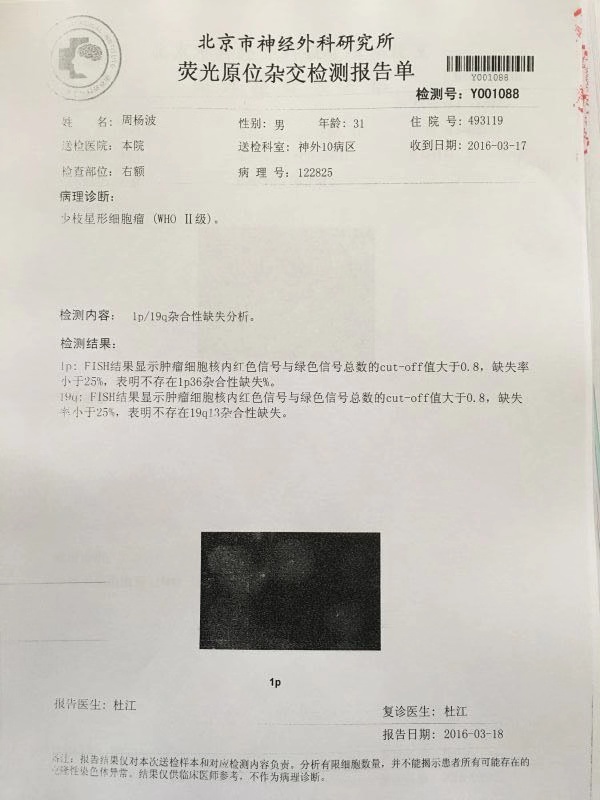 北京市神经外科研究所
荧光原位杂交检测报告单
Y001088
检测号: Y001088
姓 名: 周杨波 性别: 男 年龄: 31 住 院 号: 493119
送检医院: 本院 送检科室: 神外10病区 收到日期: 2016-03-17
检查部位: 右额 病 理 号: 122825
病理诊断:
少枝星形细胞瘤 (WHO II级)。
检测内容: 1p/19q杂合性缺失分析。
检测结果:
1p: FISH结果显示肿瘤细胞核内红色信号与绿色信号总数的cut-off值大于0.8, 缺失率
小于25%, 表明不存在1p36杂合性缺失%。
19q: FISH结果显示肿瘤细胞核内红色信号与绿色信号总数的cut-off值大于0.8, 缺失
率小于25%, 表明不存在19q13杂合性缺失。
1p
报告医生: 杜江
复诊医生: 杜江
报告日期: 2016-03-18
备注: 报告结果仅对本次送检样本和对应检测内容负责。分析有限细胞数量, 并不能揭示患者所有可能存在的
克隆性染色体异常。结果仅供临床医师参考, 不作为病理诊断。